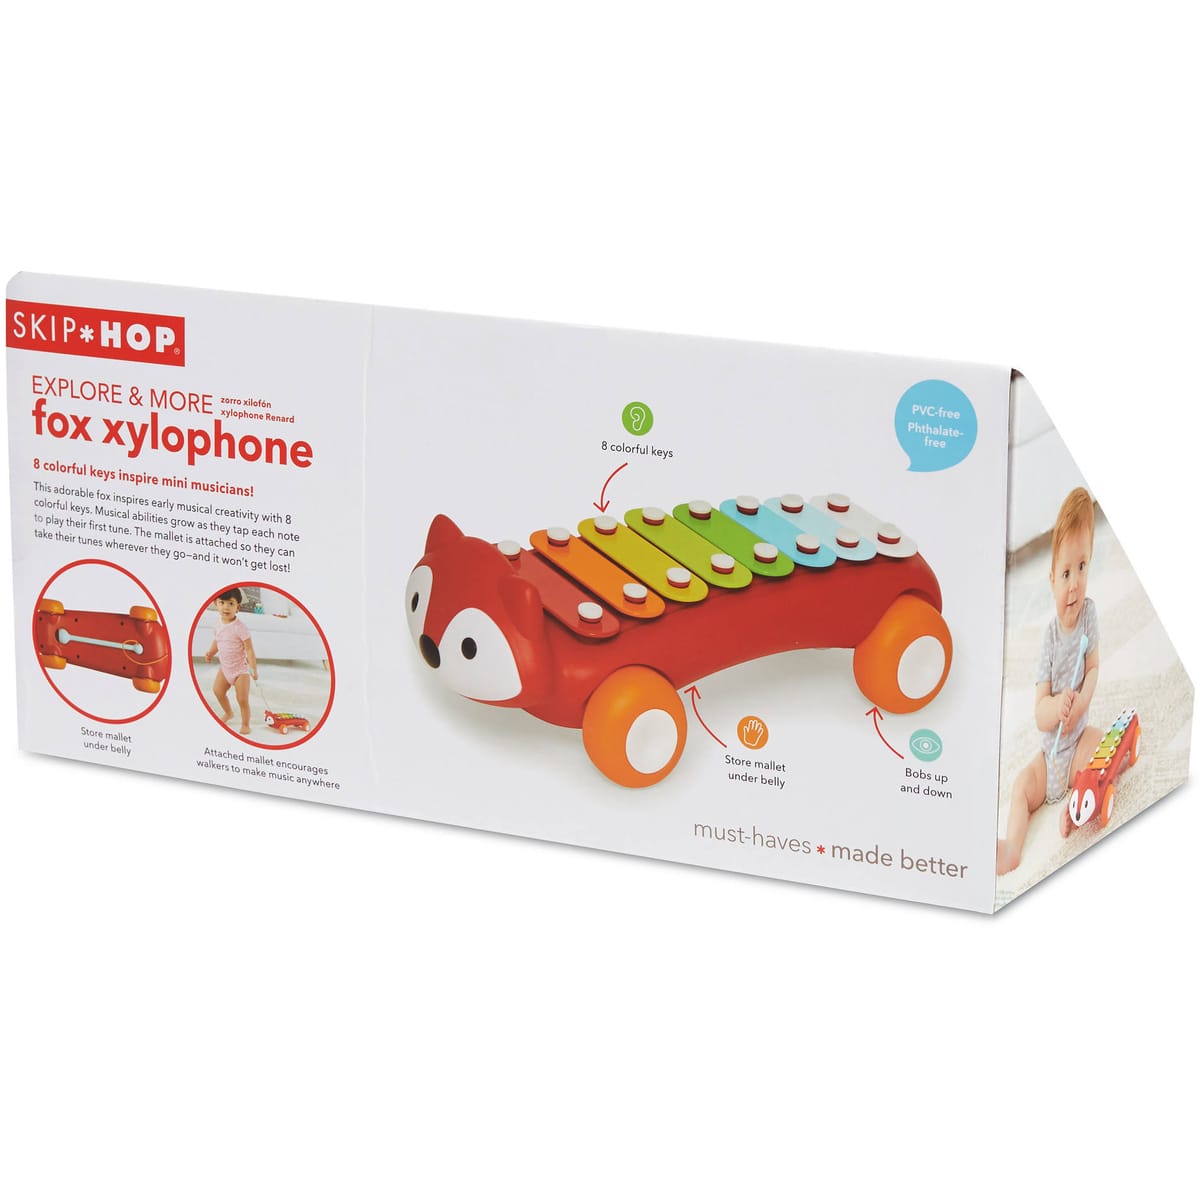 SKIP*HOP®
EXPLORE & MORE
zorro xilofón
xylophone Renard
fox xylophone
8 colorful keys inspire mini musicians!
This adorable fox inspires early musical creativity with 8
colorful keys. Musical abilities grow as they tap each note
to play their first tune. The mallet is attached so they can
take their tunes wherever they go–and it won't get lost!
Store mallet
under belly
Attached mallet encourages
walkers to make music anywhere
8 colorful keys
Store mallet
under belly
Bobs up
and down
PVC-free
Phthalate-
free
must-haves * made better